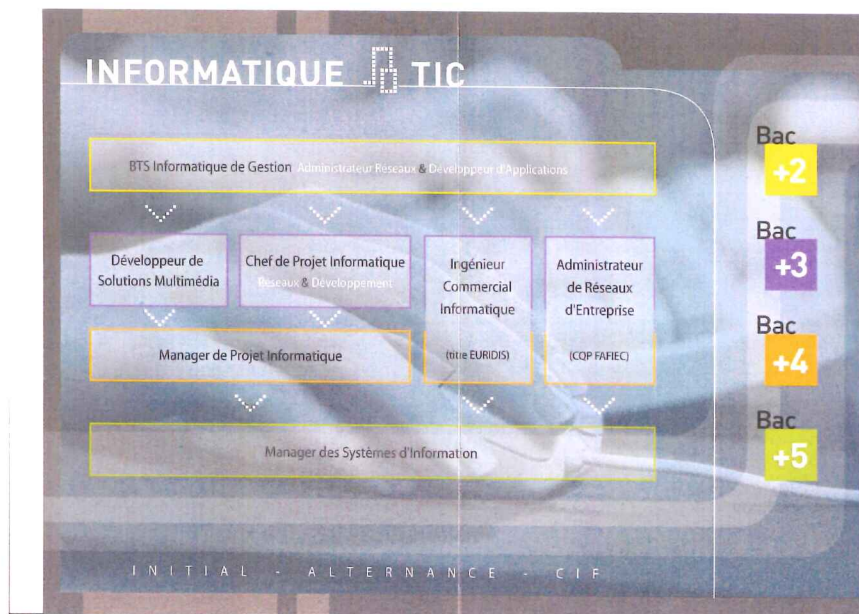 INFORMATIQUE TIC
BTS Informatique de Gestion Administrateur Réseaux & Développeur d'Applications
Bac
+2
Développeur de
Solutions Multimédia
Chef de Projet Informatique
Réseaux & Développement
Ingénieur
Commercial
Informatique
(titre EURIDIS)
Administrateur
de Réseaux
d'Entreprise
(CQP FAFIEC)
Bac
+3
Manager de Projet Informatique
Bac
+4
Manager des Systèmes d'Information
Bac
+5
INITIAL - ALTERNANCE - CIF